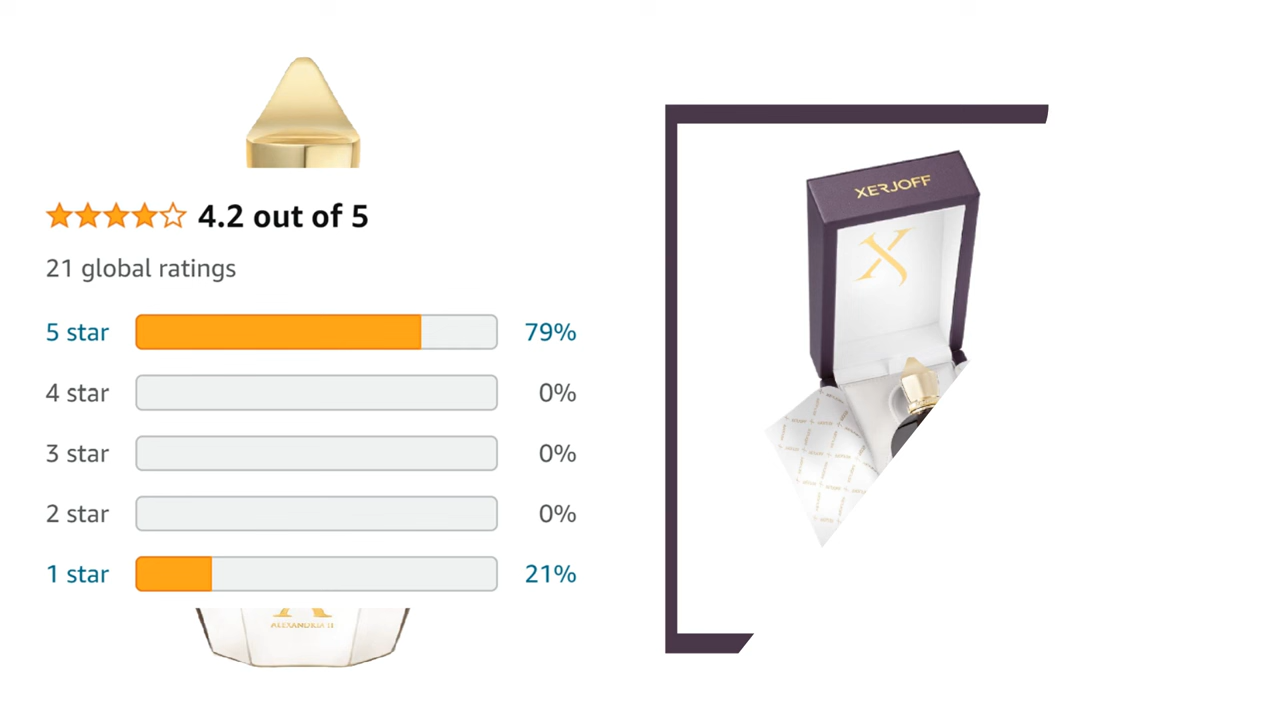 4.2 out of 5
21 global ratings
5 star 79%
4 star 0%
3 star 0%
2 star 0%
1 star 21%
ALEXANDRIA II
XERJOFF
X